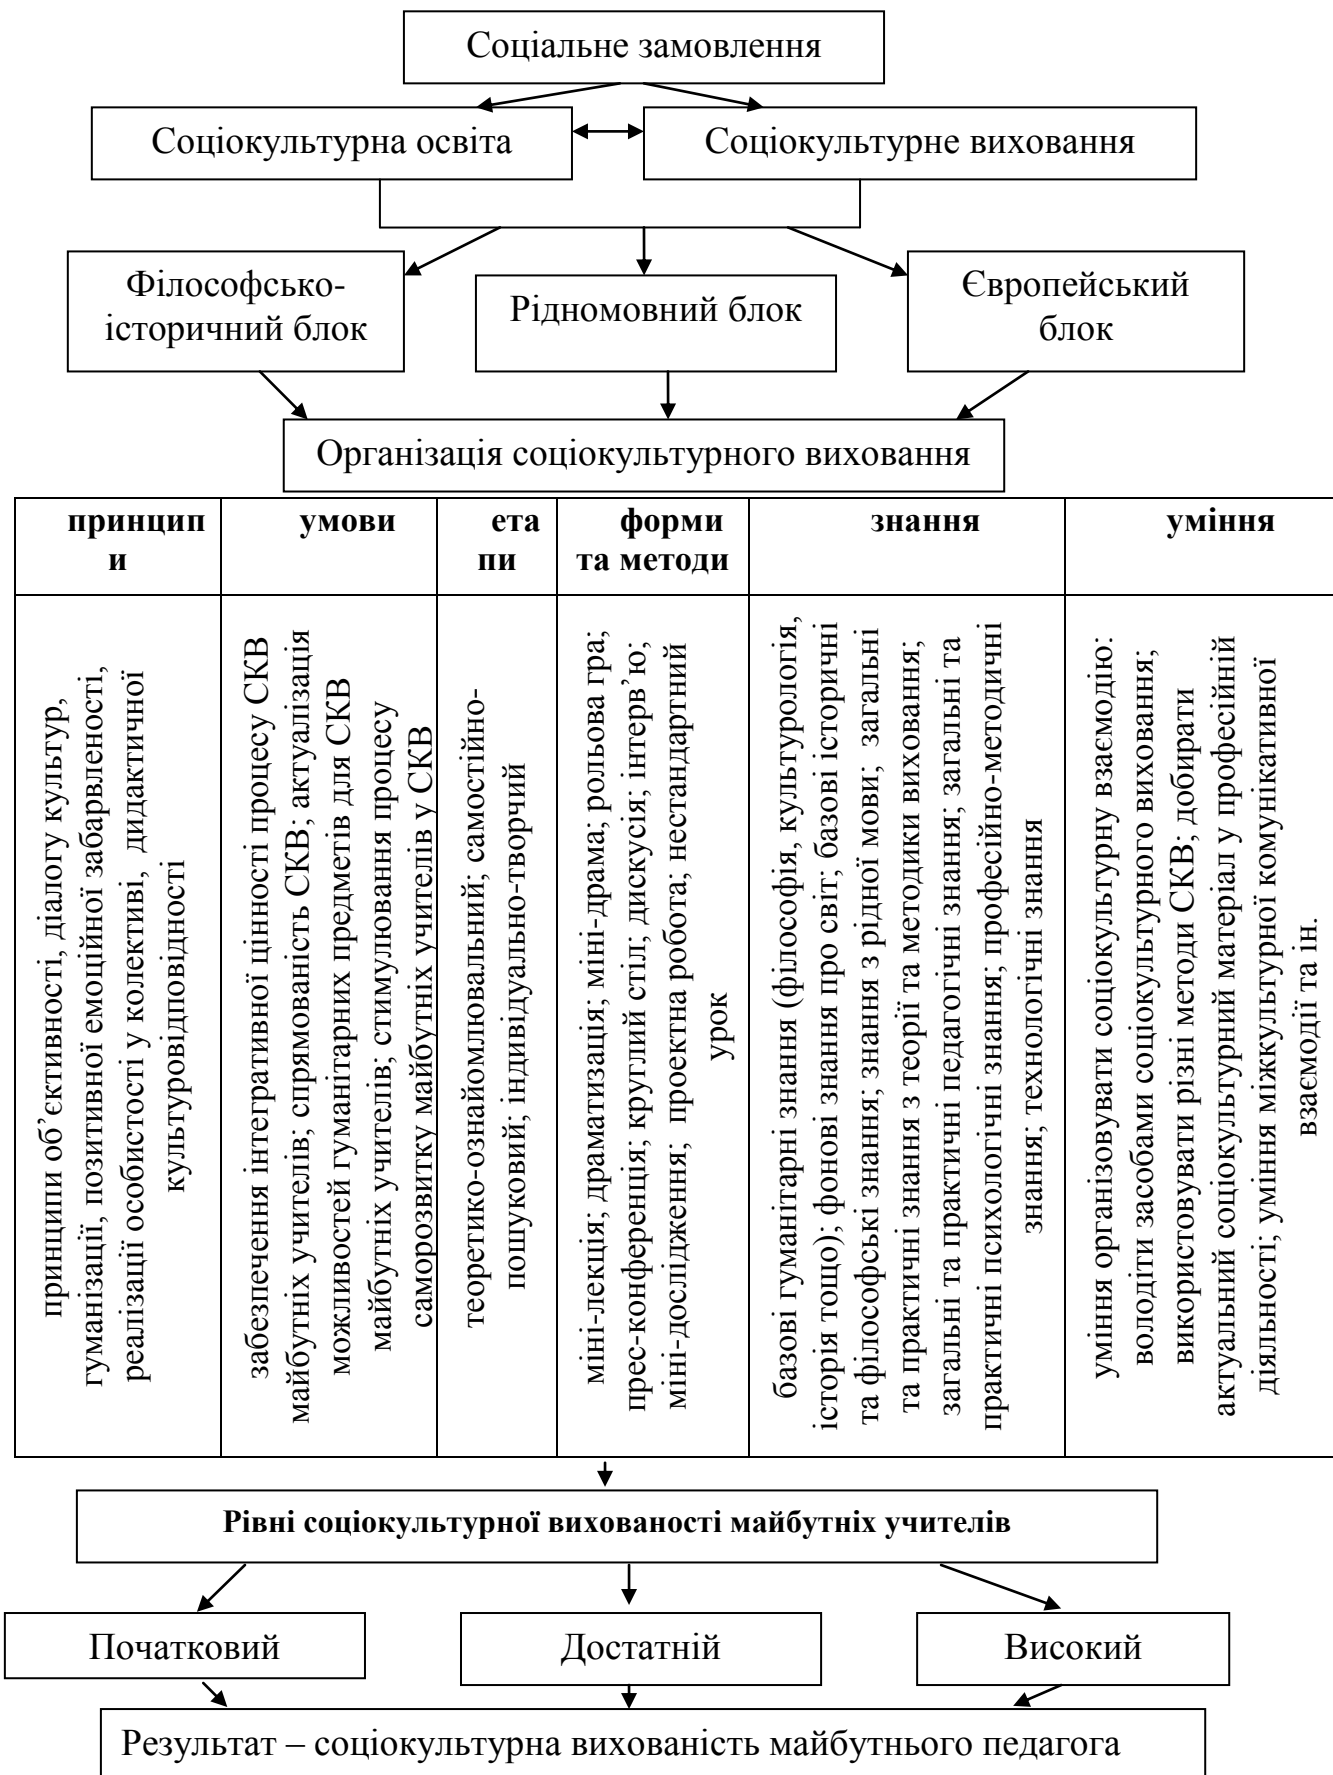 Соціальне замовлення
Соціокультурна освіта
Соціокультурне виховання
Філософсько-
історичний блок
Рідномовний блок
Європейський
блок
Організація соціокультурного виховання
принцип
и
умови
ета
пи
форми
та методи
знання
уміння
принципи об’єктивності, діалогу культур,
гуманізації, позитивної емоційної забарвленості,
реалізації особистості у колективі, дидактичної
культуровідповідності
забезпечення інтегративної цінності процесу СКВ
майбутніх учителів; спрямованість СКВ; актуалізація
можливостей гуманітарних предметів для СКВ
майбутніх учителів; стимулювання процесу
саморозвитку майбутніх учителів у СКВ
теоретико-ознайомлювальний; самостійно-
пошуковий; індивідуально-творчий
міні-лекція; драматизація; міні-драма; рольова гра;
прес-конференція; круглий стіл; дискусія; інтерв’ю;
міні-дослідження; проектна робота; нестандартний
урок
базові гуманітарні знання (філософія, культурологія,
історія тощо); фонові знання про світ; базові історичні
та філософські знання; знання з рідної мови; загальні
та практичні знання з теорії та методики виховання;
загальні та практичні педагогічні знання; загальні та
практичні психологічні знання; професійно-методичні
знання; технологічні знання
уміння організовувати соціокультурну взаємодію:
володіти засобами соціокультурного виховання;
використовувати різні методи СКВ; добирати
актуальний соціокультурний матеріал у професійній
діяльності; уміння міжкультурної комунікативної
взаємодії та ін.
Рівні соціокультурної вихованості майбутніх учителів
Початковий
Достатній
Високий
Результат – соціокультурна вихованість майбутнього педагога